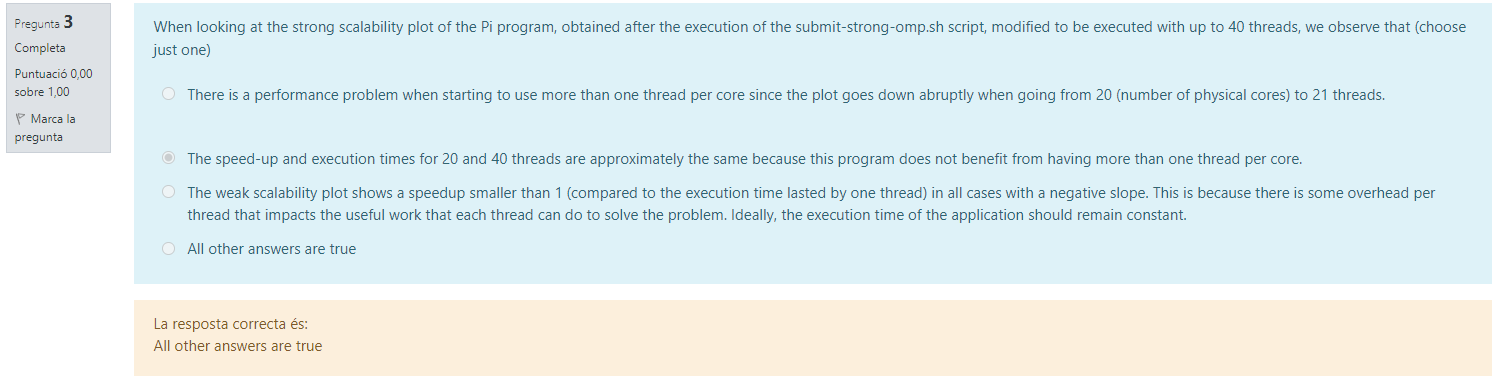 Pregunta 3
Completa
Puntuació 0,00
sobre 1,00
Marca la
pregunta
When looking at the strong scalability plot of the Pi program, obtained after the execution of the submit-strong-omp.sh script, modified to be executed with up to 40 threads, we observe that (choose
just one)
There is a performance problem when starting to use more than one thread per core since the plot goes down abruptly when going from 20 (number of physical cores) to 21 threads.
The speed-up and execution times for 20 and 40 threads are approximately the same because this program does not benefit from having more than one thread per core.
The weak scalability plot shows a speedup smaller than 1 (compared to the execution time lasted by one thread) in all cases with a negative slope. This is because there is some overhead per
thread that impacts the useful work that each thread can do to solve the problem. Ideally, the execution time of the application should remain constant.
All other answers are true
La resposta correcta és:
All other answers are true